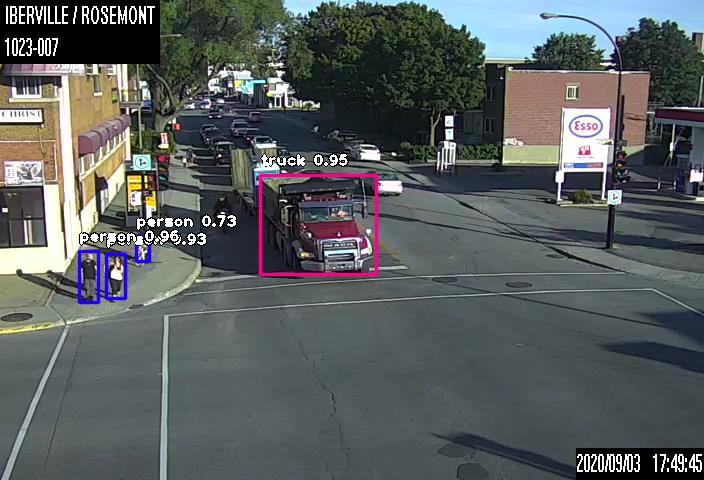 IBERVILLE / ROSEMONT
1023-007
CHRIST
Esso
truck 0.95
person 0.73
person 0.96
0.93
2020/09/03 17:49:45